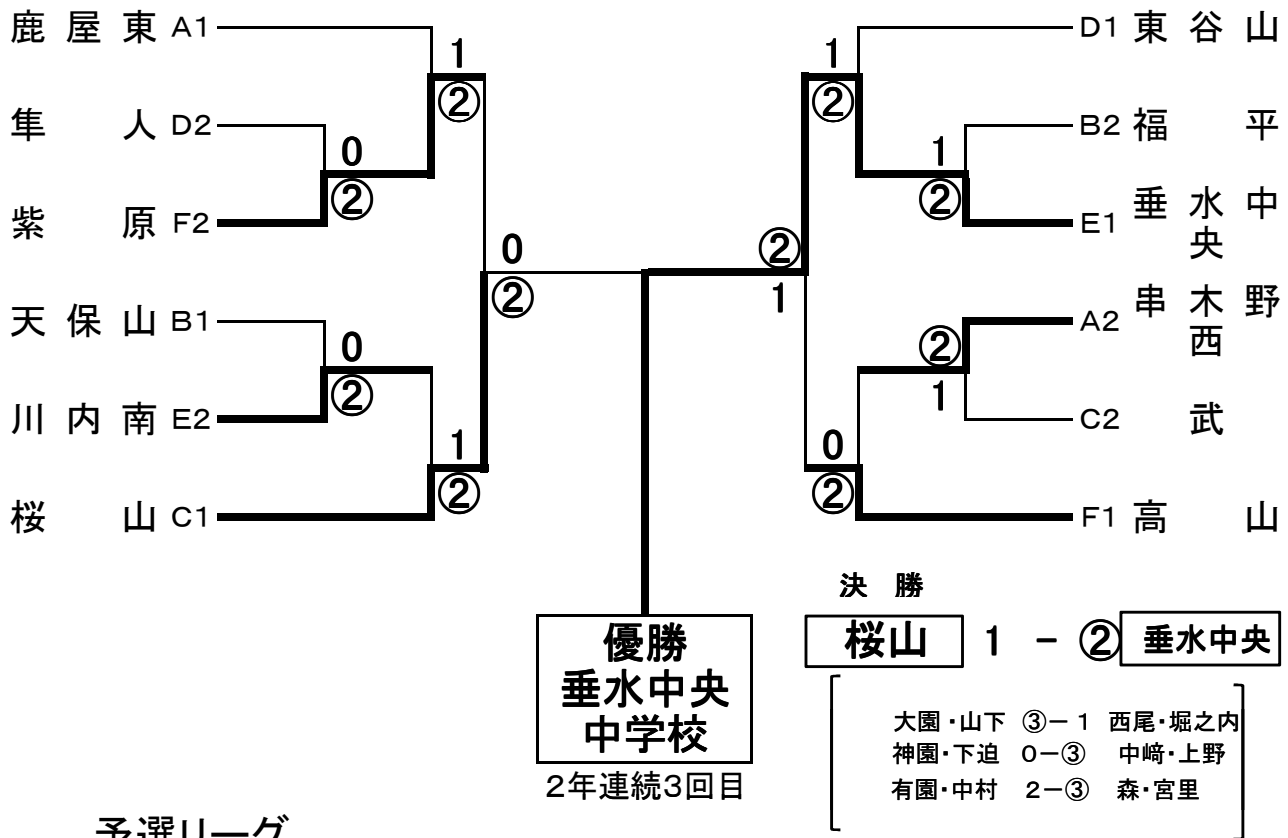 鹿屋東 A1
1
②
隼人 D2
0
②
紫原 F2
0
②
天保山 B1
0
②
川内南 E2
1
②
桜山 C1
D1 東谷山
1
②
B2 福平
1
②
E1 垂水中央
②
1
A2 串木野西
②
1
C2 武
0
②
F1 高山
優勝
垂水中央
中学校
2年連続3回目
決勝
桜山 1 - ② 垂水中央
大園・山下 ③-1 西尾・堀之内
神園・下迫 0-③ 中﨑・上野
有園・中村 2-③ 森・宮里
予選リーグ